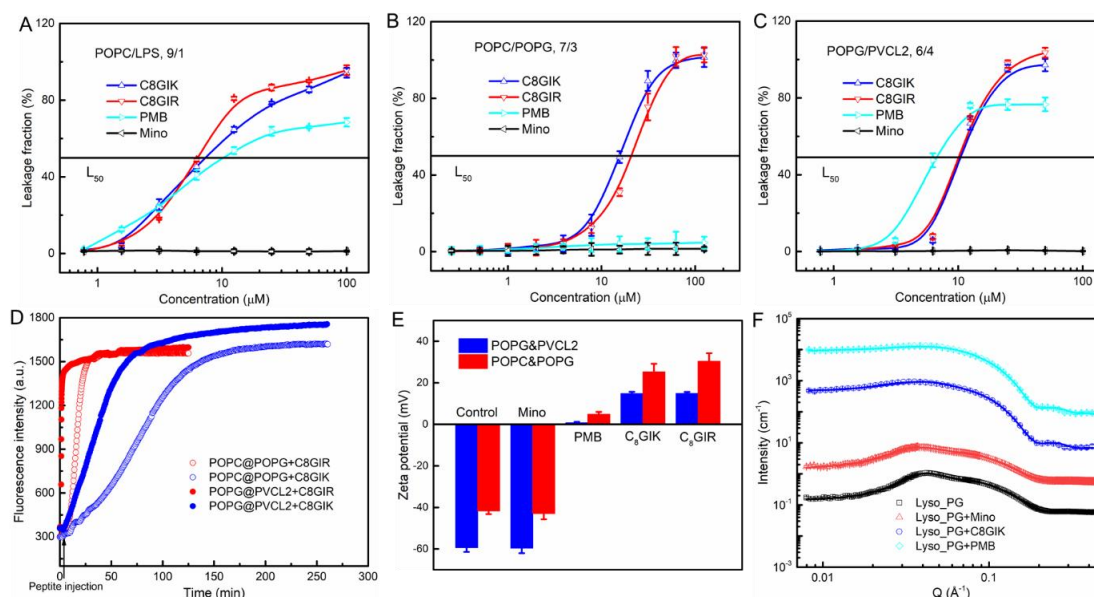 A
POPC/LPS, 9/1
C8GIK
C8GIR
PMB
Mino
L50
Leakage fraction (%)
120
80
40
0
1
10
100
Concentration (μM)
B
POPC/POPG, 7/3
C8GIK
C8GIR
PMB
Mino
L50
Leakage fraction (%)
120
80
40
0
1
10
100
Concentration (μM)
C
POPG/PVCL2, 6/4
C8GIK
C8GIR
PMB
Mino
L50
Leakage fraction (%)
120
80
40
0
1
10
100
Concentration (μM)
D
Fluorescence intensity (a.u.)
1800
1500
1200
900
600
300
POPC@POPG+C8GIR
POPC@POPG+C8GIK
POPG@PVCL2+C8GIR
POPG@PVCL2+C8GIK
0
50
100
150
200
250
300
Peptite injection
Time (min)
E
POPG&PVCL2
POPC&POPG
Zeta potential (mV)
40
20
0
-20
-40
-60
Control
Mino
PMB
C8GIK
C8GIR
F
Intensity (cm-1)
10^5
10^3
10^1
10^-1
10^-3
Lyso_PG
Lyso_PG+Mino
Lyso_PG+C8GIK
Lyso_PG+PMB
0.01
0.1
Q (Å-1)